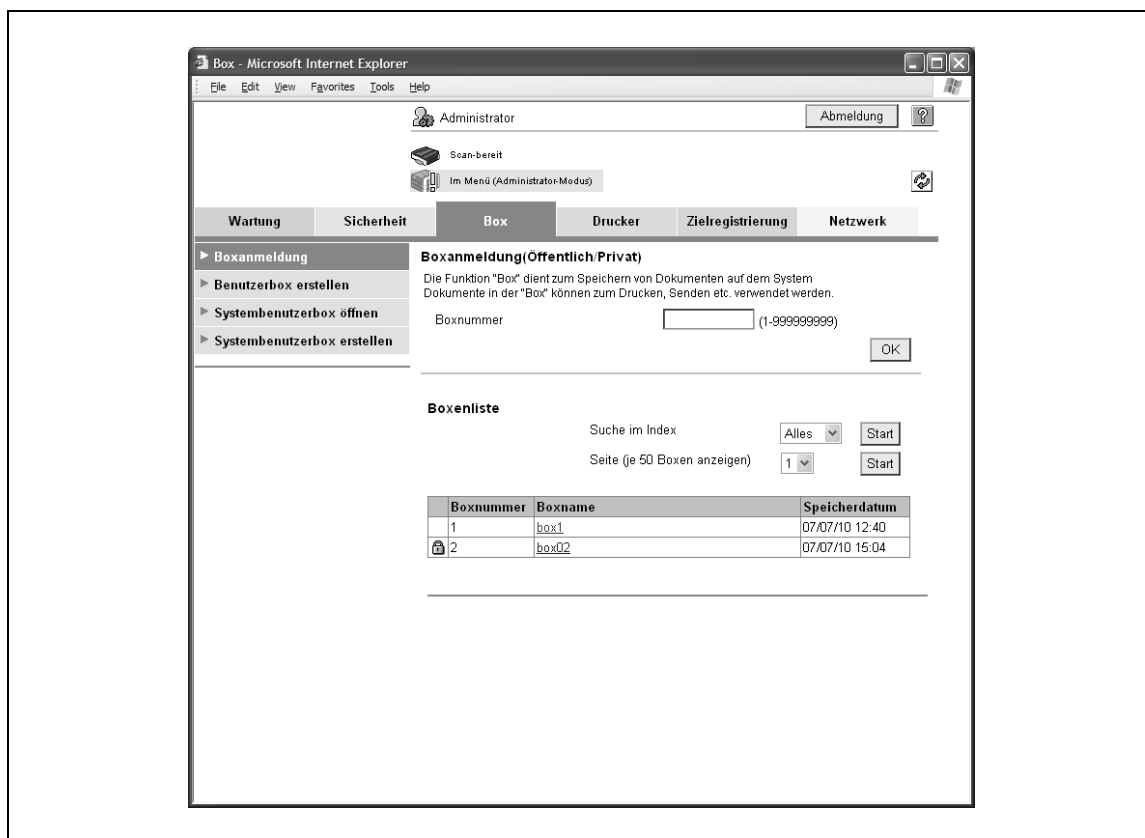 Box - Microsoft Internet Explorer
File Edit View Favorites Tools Help
Administrator Abmeldung ?
Scan-bereit
Im Menü (Administrator-Modus)
Wartung Sicherheit Box Drucker Zielregistrierung Netzwerk
Boxanmeldung
Benutzerbox erstellen
Systembenutzerbox öffnen
Systembenutzerbox erstellen
Boxanmeldung(Öffentlich/Privat)
Die Funktion "Box" dient zum Speichern von Dokumenten auf dem System
Dokumente in der "Box" können zum Drucken, Senden etc. verwendet werden.
Boxnummer (1-999999999)
OK
Boxenliste
Suche im Index Alles Start
Seite (je 50 Boxen anzeigen) 1 Start
Boxnummer Boxname Speicherdatum
1 box1 07/07/10 12:40
2 box02 07/07/10 15:04